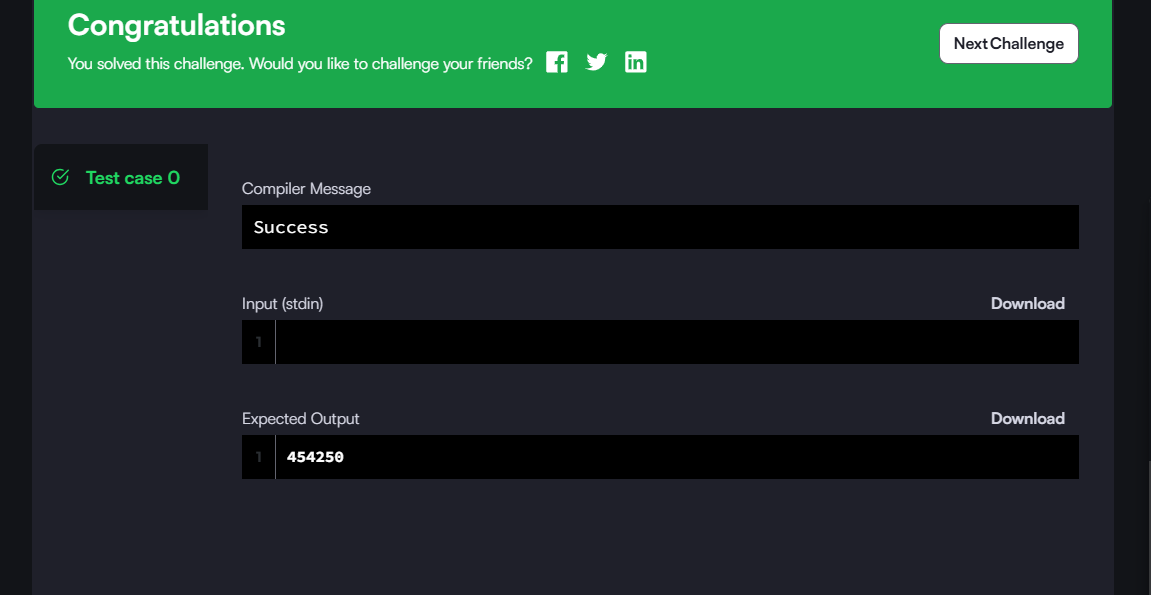 Congratulations
You solved this challenge. Would you like to challenge your friends?
Next Challenge
Test case 0
Compiler Message
Success
Input (stdin)
Download
1
Expected Output
Download
1 454250